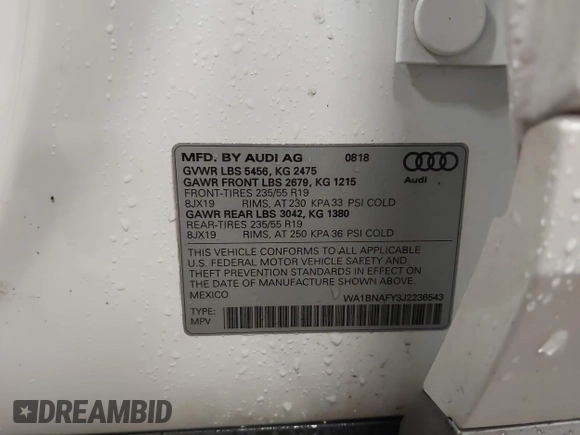 MFD. BY AUDI AG 0818
GVWR LBS 5456, KG 2475
GAWR FRONT LBS 2679, KG 1215
FRONT-TIRES 235/55 R19
8JX19 RIMS, AT 230 KPA 33 PSI COLD
GAWR REAR LBS 3042, KG 1380
REAR-TIRES 235/55 R19
8JX19 RIMS, AT 250 KPA 36 PSI COLD
Audi
THIS VEHICLE CONFORMS TO ALL APPLICABLE
U.S. FEDERAL MOTOR VEHICLE SAFETY AND
THEFT PREVENTION STANDARDS IN EFFECT ON
THE DATE OF MANUFACTURE SHOWN ABOVE.
MEXICO WA1BNAFY3J2236543
TYPE:
MPV
DREAMBID